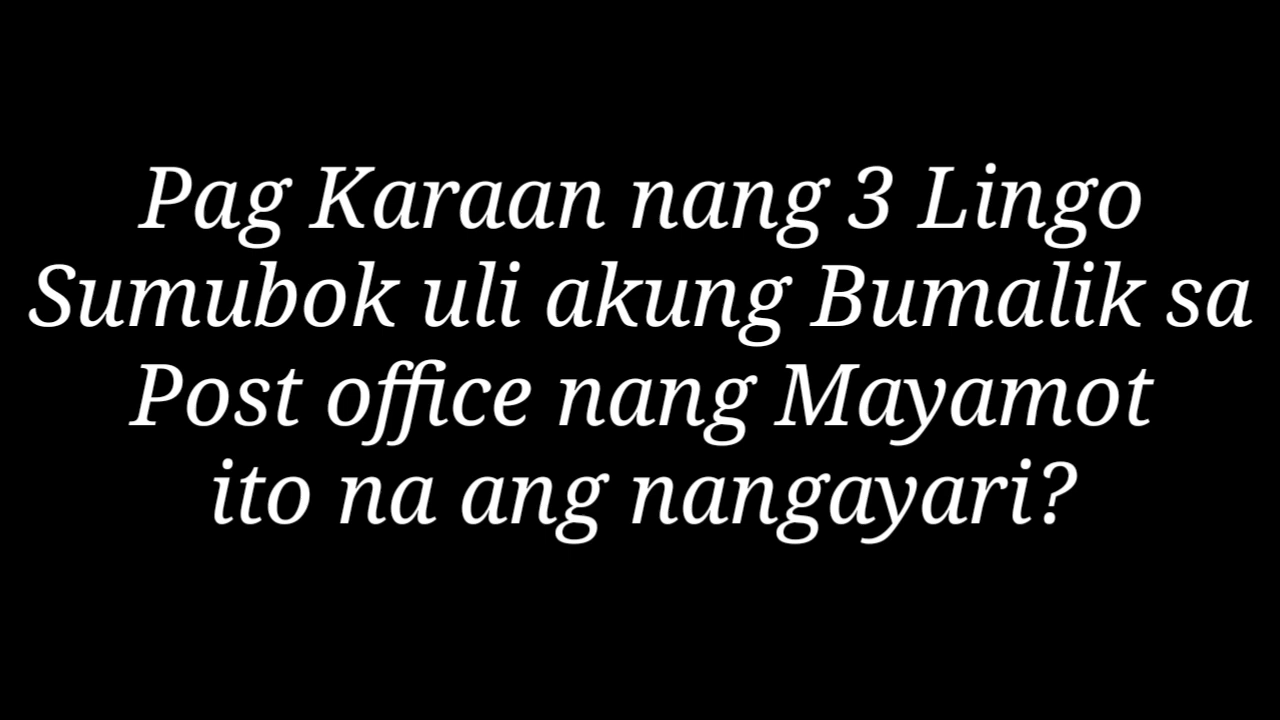 Pag Karaan nang 3 Lingo
Sumubok uli akung Bumalik sa
Post office nang Mayamot
ito na ang nangayari?